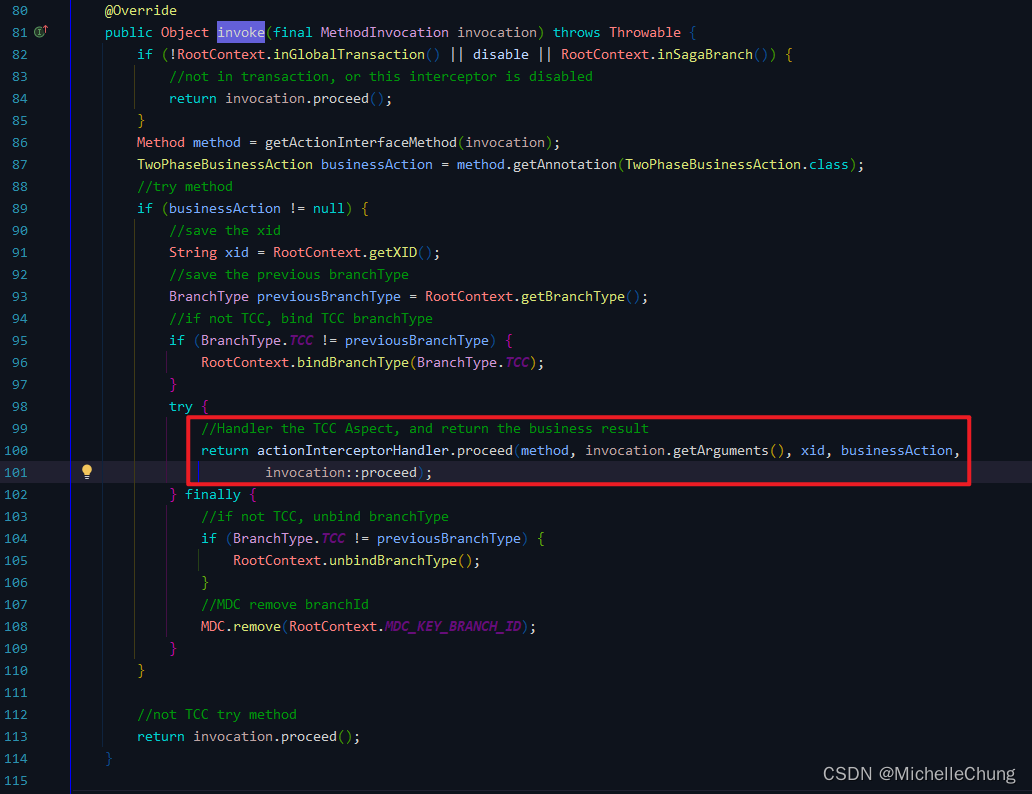 80 @Override
81 public Object invoke(final MethodInvocation invocation) throws Throwable {
82 if (!RootContext.inGlobalTransaction() || disable || RootContext.inSagaBranch()) {
83 //not in transaction, or this interceptor is disabled
84 return invocation.proceed();
85 }
86 Method method = getActionInterfaceMethod(invocation);
87 TwoPhaseBusinessAction businessAction = method.getAnnotation(TwoPhaseBusinessAction.class);
88 //try method
89 if (businessAction != null) {
90 //save the xid
91 String xid = RootContext.getXID();
92 //save the previous branchType
93 BranchType previousBranchType = RootContext.getBranchType();
94 //if not TCC, bind TCC branchType
95 if (BranchType.TCC != previousBranchType) {
96 RootContext.bindBranchType(BranchType.TCC);
97 }
98 try {
99 //Handler the TCC Aspect, and return the business result
100 return actionInterceptorHandler.proceed(method, invocation.getArguments(), xid, businessAction,
101 invocation::proceed);
102 } finally {
103 //if not TCC, unbind branchType
104 if (BranchType.TCC != previousBranchType) {
105 RootContext.unbindBranchType();
106 }
107 //MDC remove branchId
108 MDC.remove(RootContext.MDC_KEY_BRANCH_ID);
109 }
110 }
111
112 //not TCC try method
113 return invocation.proceed();
114 }
115
CSDN @MichelleChung